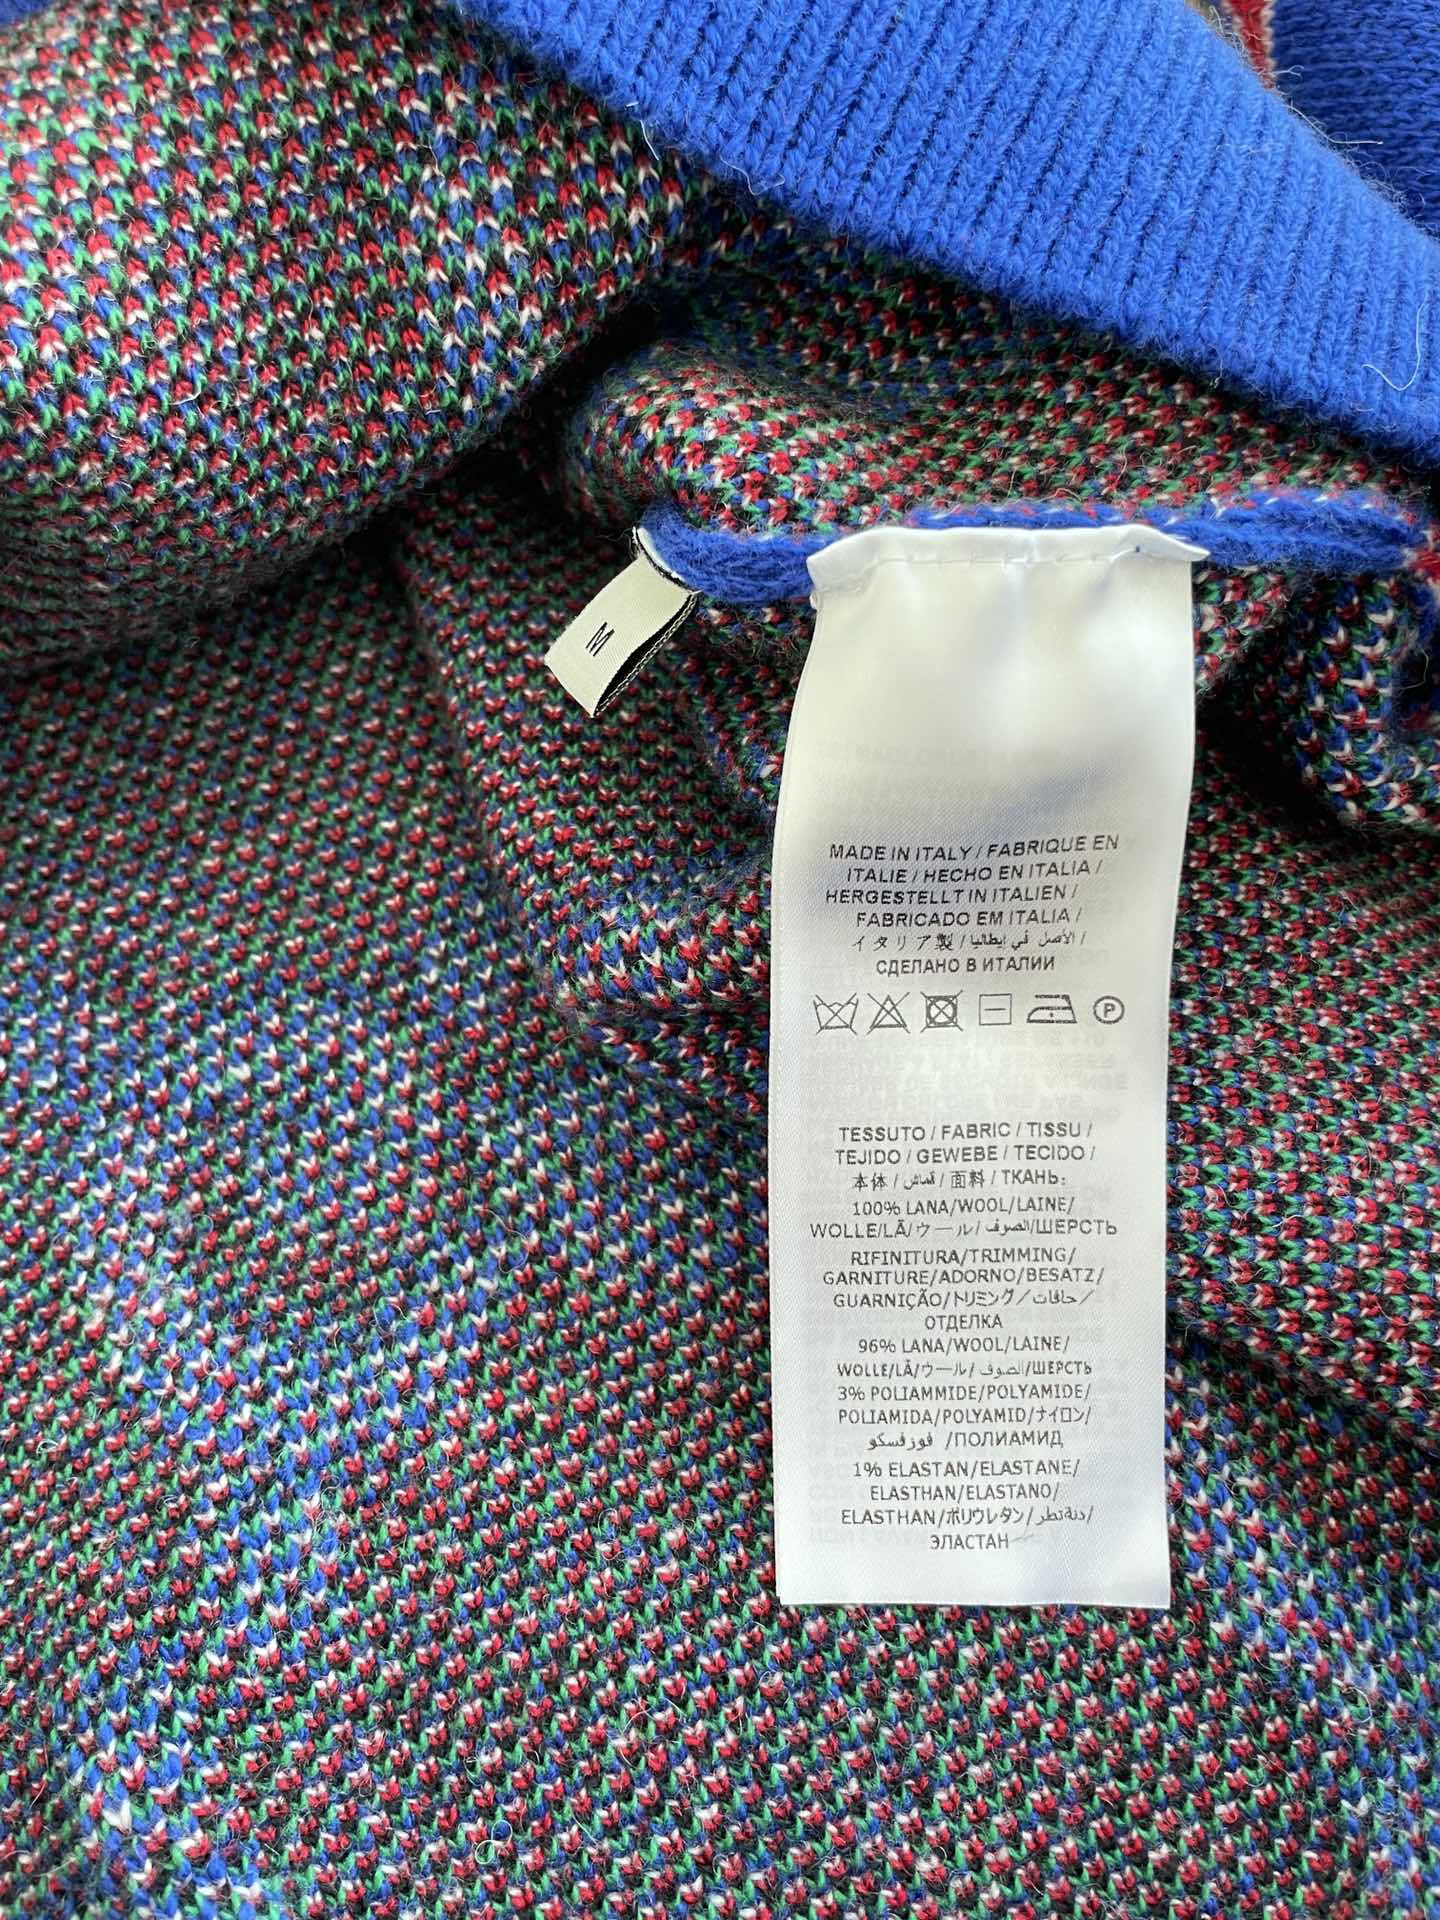 M
MADE IN ITALY / FABRIQUE EN
ITALIE / HECHO EN ITALIA /
HERGESTELLT IN ITALIEN /
FABRICADO EM ITALIA /
イタリア製 / الأصل في إيطاليا /
СДЕЛАНО В ИТАЛИИ
P
TESSUTO / FABRIC / TISSU /
TEJIDO / GEWEBE / TECIDO /
本体 / قماش / 面料 / ТКАНЬ:
100% LANA/WOOL/LAINE/
WOLLE/LÃ/ウール/الصوف/ШЕРСТЬ
RIFINITURA/TRIMMING/
GARNITURE/ADORNO/BESATZ/
GUARNIÇÃO/トリミング/حافات/
ОТДЕЛКА
96% LANA/WOOL/LAINE/
WOLLE/LÃ/ウール/الصوف/ШЕРСТЬ
3% POLIAMMIDE/POLYAMIDE/
POLIAMIDA/POLYAMID/ナイロン/
فوزفسكو /ПОЛИАМИД
1% ELASTAN/ELASTANE/
ELASTHAN/ELASTANO/
ELASTHAN/ポリウレタン/
ЭЛАСТАН